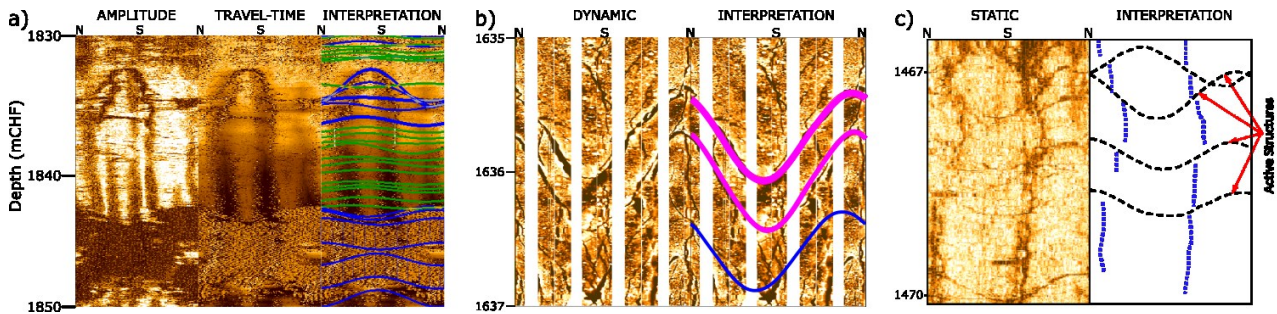 a)
AMPLITUDE
TRAVEL-TIME
INTERPRETATION
N S N S N S N
1830
1840
1850
Depth (mCHF)
b)
DYNAMIC
INTERPRETATION
N S N S N
1635
1636
1637
c)
STATIC
INTERPRETATION
N S N S N
1467
1470
Active Structures